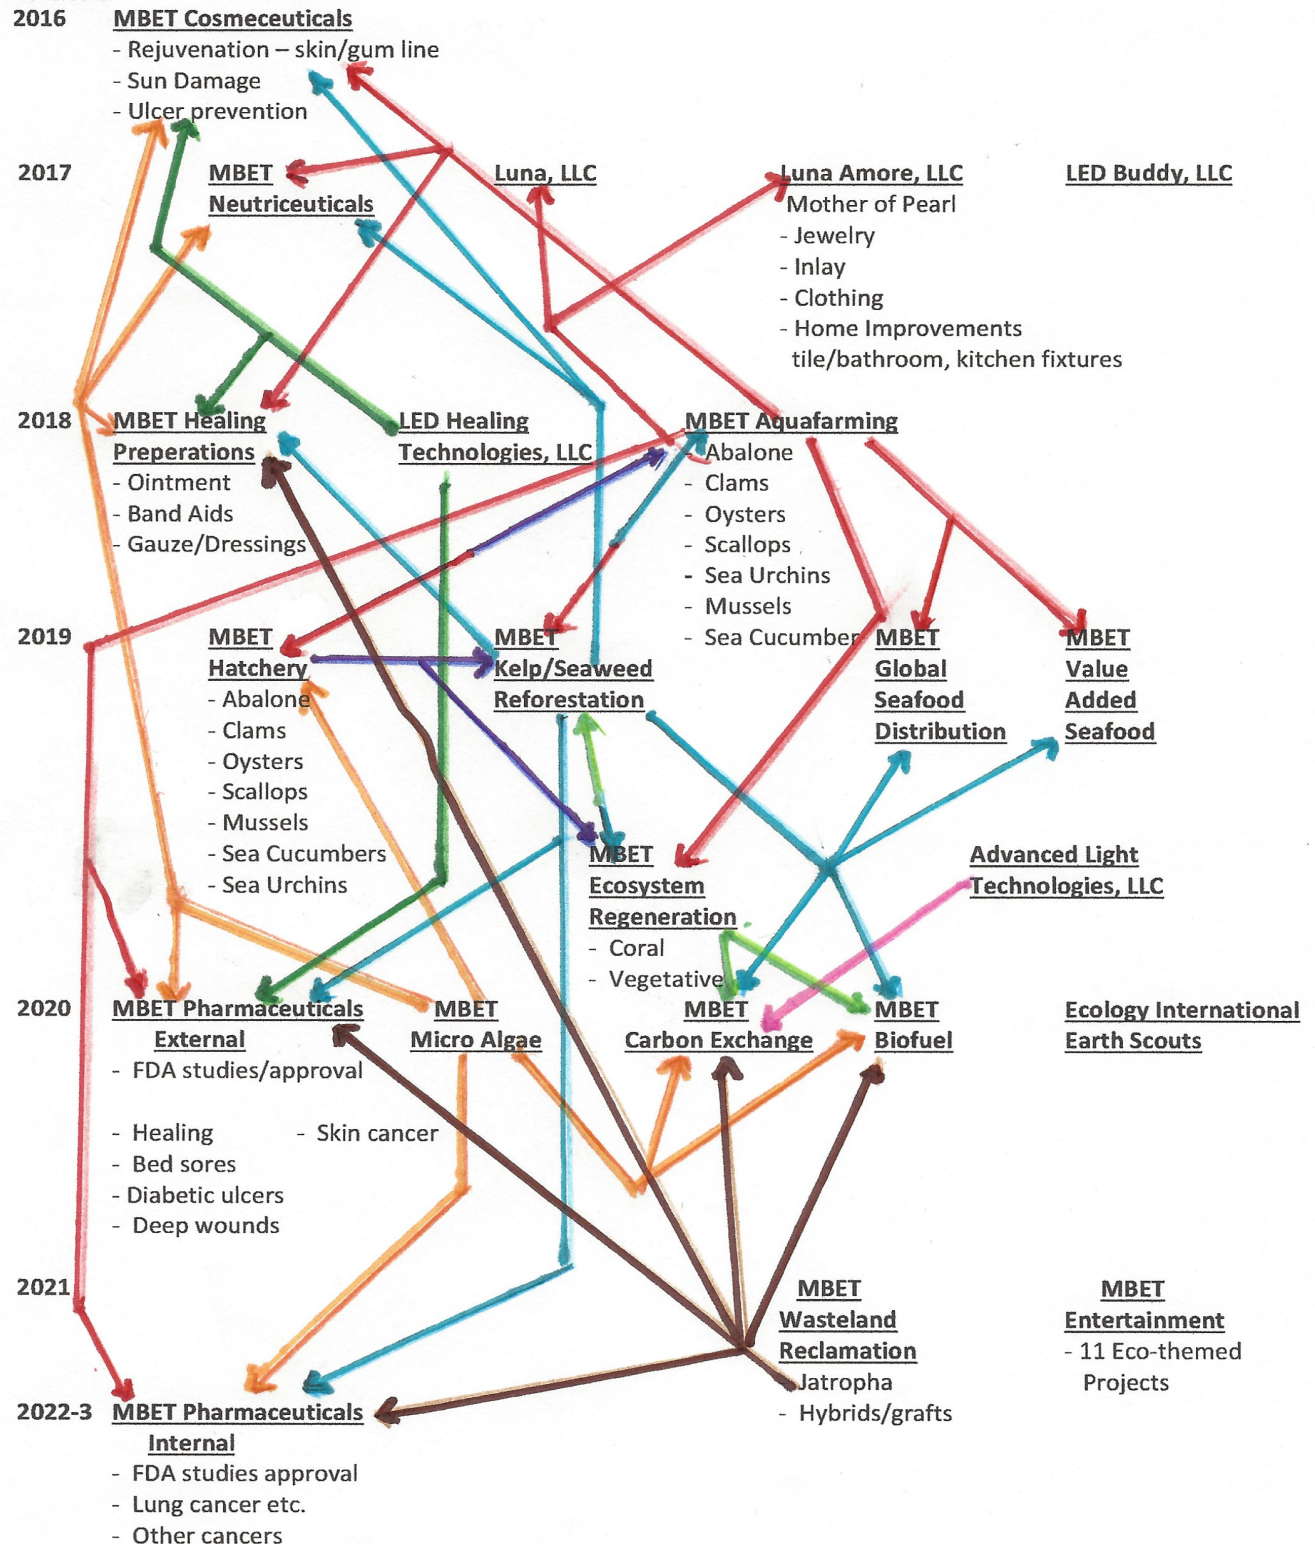 2016 MBET Cosmeceuticals
- Rejuvenation – skin/gum line
- Sun Damage
- Ulcer prevention
2017 MBET Luna, LLC Luna Amore, LLC LED Buddy, LLC
Neutriceuticals Mother of Pearl
- Jewelry
- Inlay
- Clothing
- Home Improvements
tile/bathroom, kitchen fixtures
2018 MBET Healing LED Healing MBET Aquafarming
Preperations Technologies, LLC - Abalone
- Ointment - Clams
- Band Aids - Oysters
- Gauze/Dressings - Scallops
- Sea Urchins
- Mussels
- Sea Cucumber
2019 MBET MBET MBET MBET
Hatchery Kelp/Seaweed Global Value
- Abalone Reforestation Seafood Added
- Clams Distribution Seafood
- Oysters
- Scallops
- Mussels
- Sea Cucumbers MBET Advanced Light
- Sea Urchins Ecosystem Technologies, LLC
Regeneration
- Coral
- Vegetative
2020 MBET Pharmaceuticals MBET MBET MBET Ecology International
External Micro Algae Carbon Exchange Biofuel Earth Scouts
- FDA studies/approval
- Healing - Skin cancer
- Bed sores
- Diabetic ulcers
- Deep wounds
2021 MBET MBET
Wasteland Entertainment
Reclamation - 11 Eco-themed
Jatropha Projects
2022-3 MBET Pharmaceuticals - Hybrids/grafts
Internal
- FDA studies approval
- Lung cancer etc.
- Other cancers